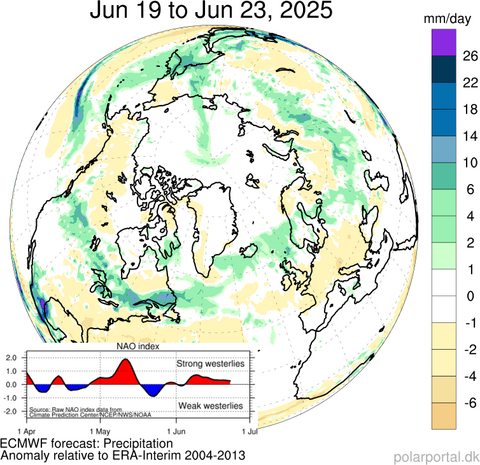 Jun 19 to Jun 23, 2025
mm/day
26
22
18
14
10
6
4
2
1
0
-1
-2
-4
-6
NAO index
2.0
1.0
0.0
-1.0
-2.0
Strong westerlies
Weak westerlies
Source: Raw NAO index data from
Climate Prediction Center/NCEP/NWS/NOAA
1 Apr 1 May 1 Jun 1 Jul
ECMWF forecast: Precipitation
Anomaly relative to ERA-Interim 2004-2013
polarportal.dk